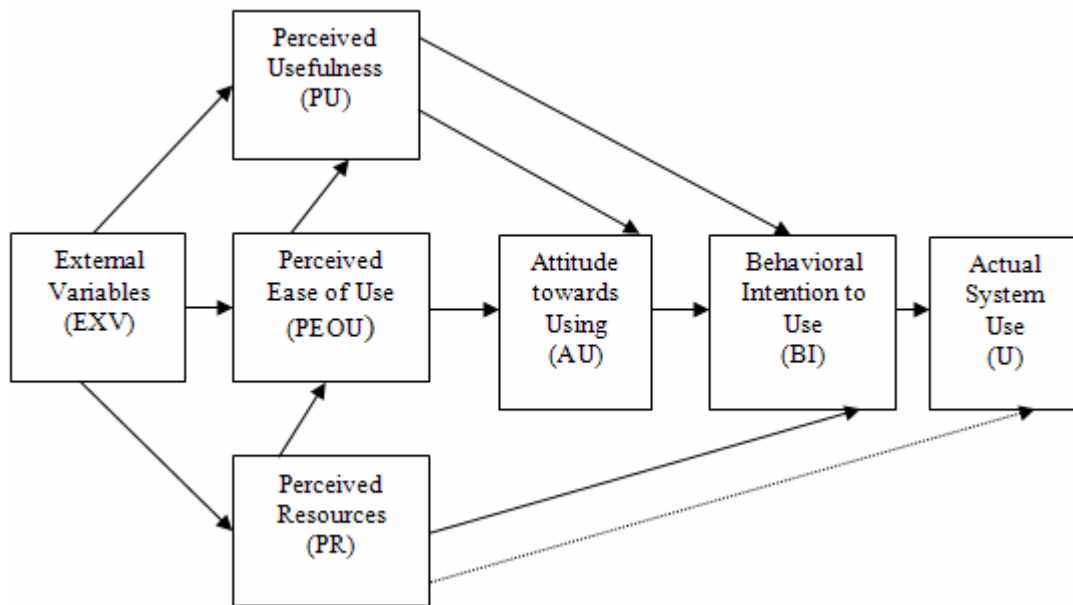 Perceived
Usefulness
(PU)
External
Variables
(EXV)
Perceived
Ease of Use
(PEOU)
Attitude
towards
Using
(AU)
Behavioral
Intention to
Use
(BI)
Actual
System
Use
(U)
Perceived
Resources
(PR)